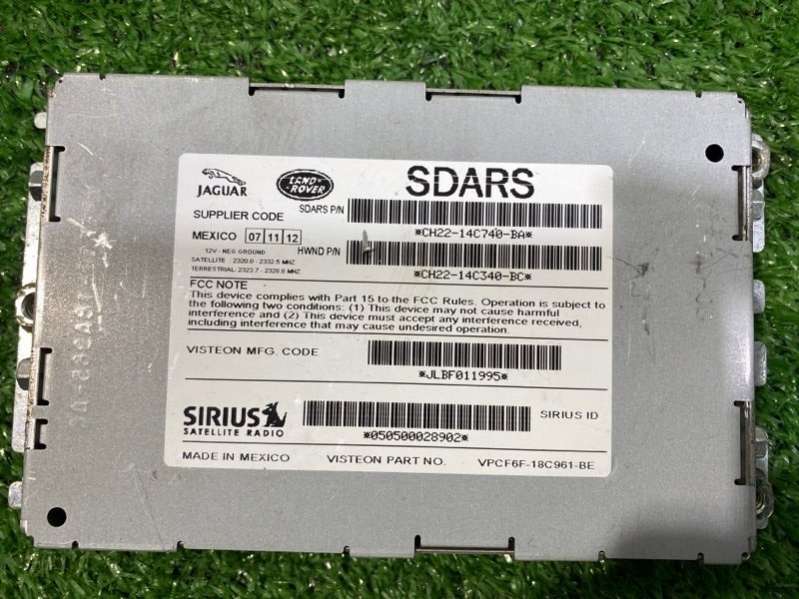 JAGUAR
LAND-
ROVER
SDARS
SDARS P/N
SUPPLIER CODE
*CH22-14C740-BA*
MEXICO 07 11 12
HWND P/N
12V - NEG GROUND
SATELLITE : 2320.0 - 2332.5 MHZ
TERRESTRIAL: 2323.7 - 2328.8 MHZ
*CH22-14C340-BC*
FCC NOTE
This device complies with Part 15 to the FCC Rules. Operation is subject to
the following two conditions: (1) This device may not cause harmful
interference and (2) This device must accept any interference received,
including interference that may cause undesired operation.
VISTEON MFG. CODE
*JLBF011995*
SIRIUS
SATELLITE RADIO
SIRIUS ID
*050500028902*
MADE IN MEXICO VISTEON PART NO. VPCF6F-18C961-BE